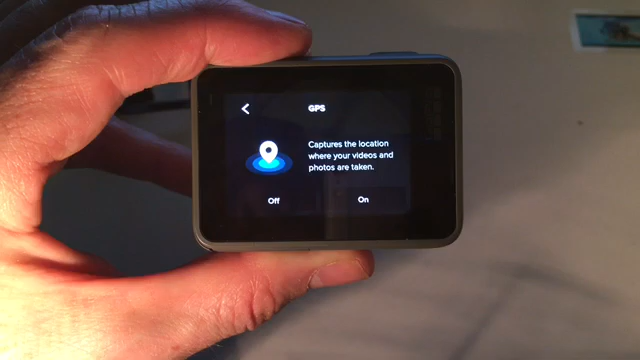 GPS
Captures the location
where your videos and
photos are taken.
Off
On